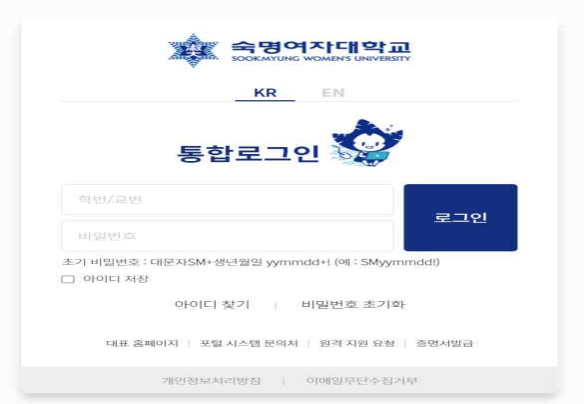 숙명여자대학교
SOOKMYUNG WOMEN'S UNIVERSITY
KR EN
통합로그인
학번/교번
로그인
비밀번호
초기 비밀번호 : 대문자SM+생년월일 yymmdd+! (예 : SMyymmdd!)
아이디 저장
아이디 찾기 | 비밀번호 초기화
대표 홈페이지 | 포털 시스템 문의처 | 원격 지원 요청 | 증명서발급
개인정보처리방침 | 이메일무단수집거부